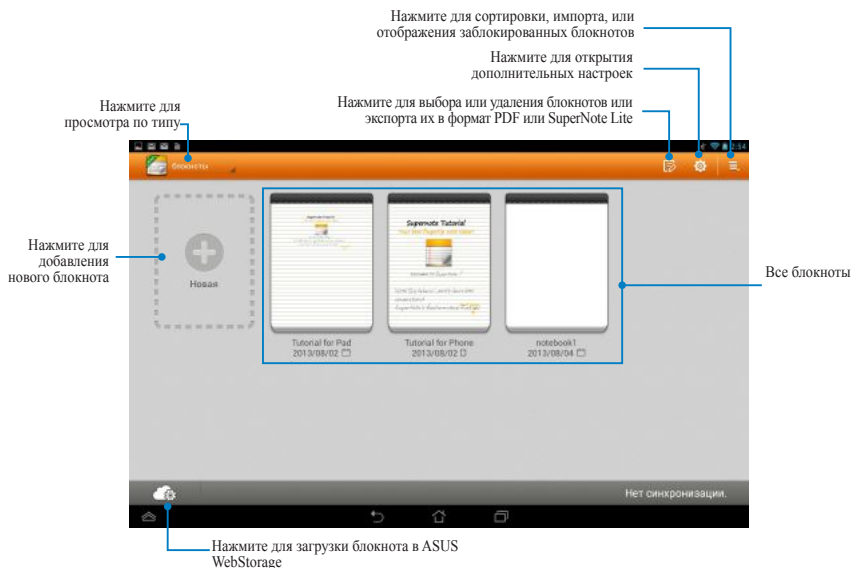 Нажмите для сортировки, импорта, или
отображения заблокированных блокнотов
Нажмите для открытия
дополнительных настроек
Нажмите для выбора или удаления блокнотов или
экспорта их в формат PDF или SuperNote Lite
Нажмите для
просмотра по типу
2:54
блокноты
Нажмите для
добавления
нового блокнота
Новая
Supernote Tutorial
Все блокноты
Tutorial for Pad
2013/08/02
Tutorial for Phone
2013/08/02
notebook1
2013/08/04
Нет синхронизации.
Нажмите для загрузки блокнота в ASUS
WebStorage